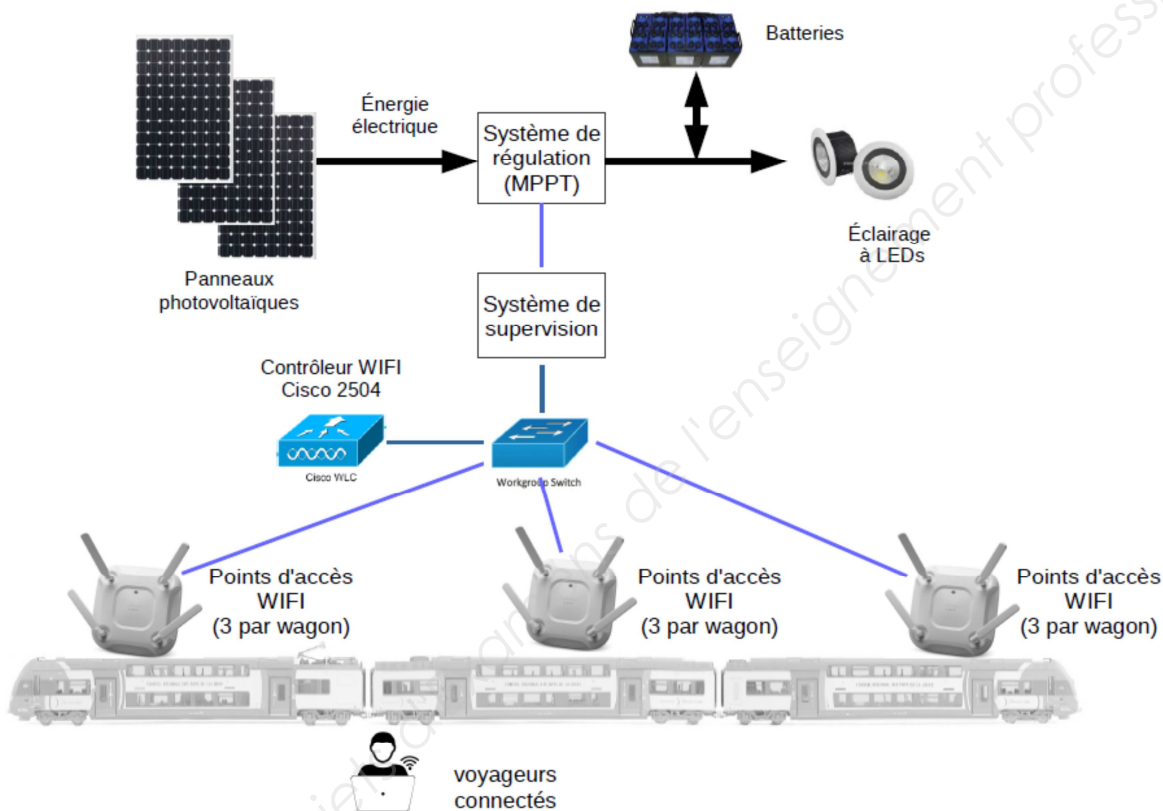 Batteries
Énergie
électrique
Système de
régulation
(MPPT)
Éclairage
à LEDs
Panneaux
photovoltaïques
Système de
supervision
Contrôleur WIFI
Cisco 2504
Cisco WLC
Workgroup Switch
Points d'accès
WIFI
(3 par wagon)
Points d'accès
WIFI
(3 par wagon)
Points d'accès
WIFI
(3 par wagon)
voyageurs
connectés
de l'enseignement